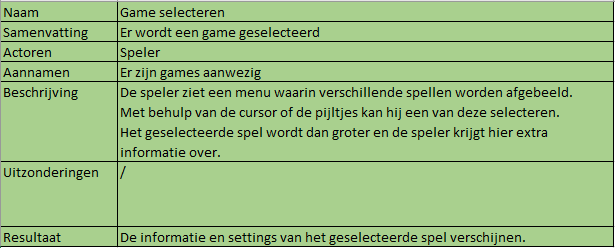 Naam Game selecteren
Samenvatting Er wordt een game geselecteerd
Actoren Speler
Aannamen Er zijn games aanwezig
Beschrijving De speler ziet een menu waarin verschillende spellen worden afgebeeld.
Met behulp van de cursor of de pijltjes kan hij een van deze selecteren.
Het geselecteerde spel wordt dan groter en de speler krijgt hier extra
informatie over.
Uitzonderingen /
Resultaat De informatie en settings van het geselecteerde spel verschijnen.